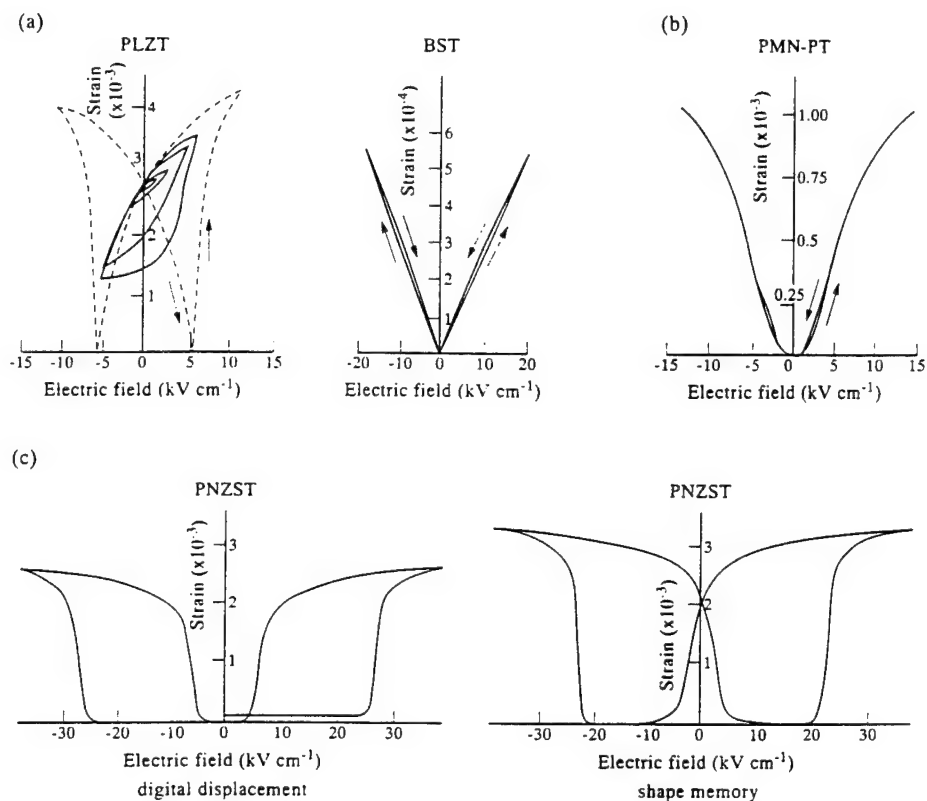 (a)
PLZT
BST
(b)
PMN-PT
Strain
(x10⁻³)
4
3
2
1
-15 -10 -5 0 5 10 15
Electric field (kV cm⁻¹)
Strain (x10⁻⁴)
6
5
4
3
2
1
-20 -10 0 10 20
Electric field (kV cm⁻¹)
Strain (x10⁻³)
1.00
0.75
0.5
0.25
-15 -10 -5 0 5 10 15
Electric field (kV cm⁻¹)
(c)
PNZST
PNZST
Strain (x10⁻³)
3
2
1
-30 -20 -10 0 10 20 30
Electric field (kV cm⁻¹)
digital displacement
Strain (x10⁻³)
3
2
1
-30 -20 -10 0 10 20 30
Electric field (kV cm⁻¹)
shape memory